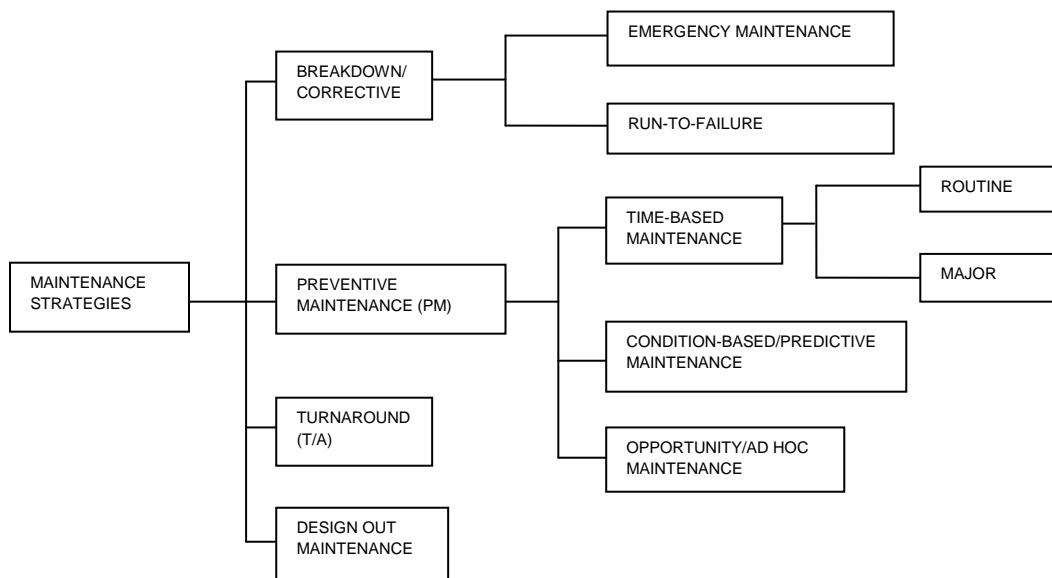 MAINTENANCE
STRATEGIES
BREAKDOWN/
CORRECTIVE
EMERGENCY MAINTENANCE
RUN-TO-FAILURE
PREVENTIVE
MAINTENANCE (PM)
TIME-BASED
MAINTENANCE
ROUTINE
MAJOR
CONDITION-BASED/PREDICTIVE
MAINTENANCE
OPPORTUNITY/AD HOC
MAINTENANCE
TURNAROUND
(T/A)
DESIGN OUT
MAINTENANCE